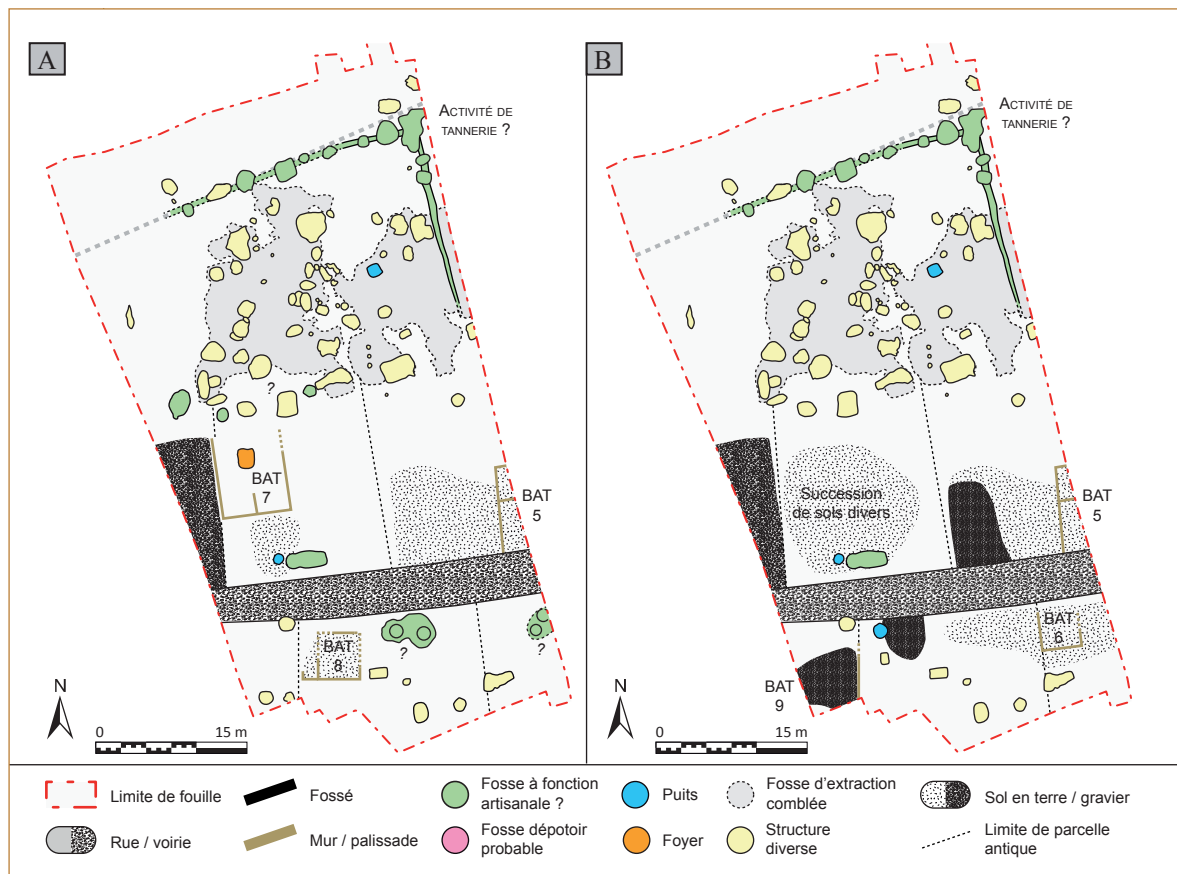 A
ACTIVITÉ DE
TANNERIE ?
?
BAT
7
BAT
5
BAT
8
?
?
N
0 15 m
B
ACTIVITÉ DE
TANNERIE ?
Succession
de sols divers
BAT
5
BAT
6
BAT
9
N
0 15 m
Limite de fouille
Rue / voirie
Fossé
Mur / palissade
Fosse à fonction
artisanale ?
Fosse dépotoir
probable
Puits
Foyer
Fosse d'extraction
comblée
Structure
diverse
Sol en terre / gravier
Limite de parcelle
antique